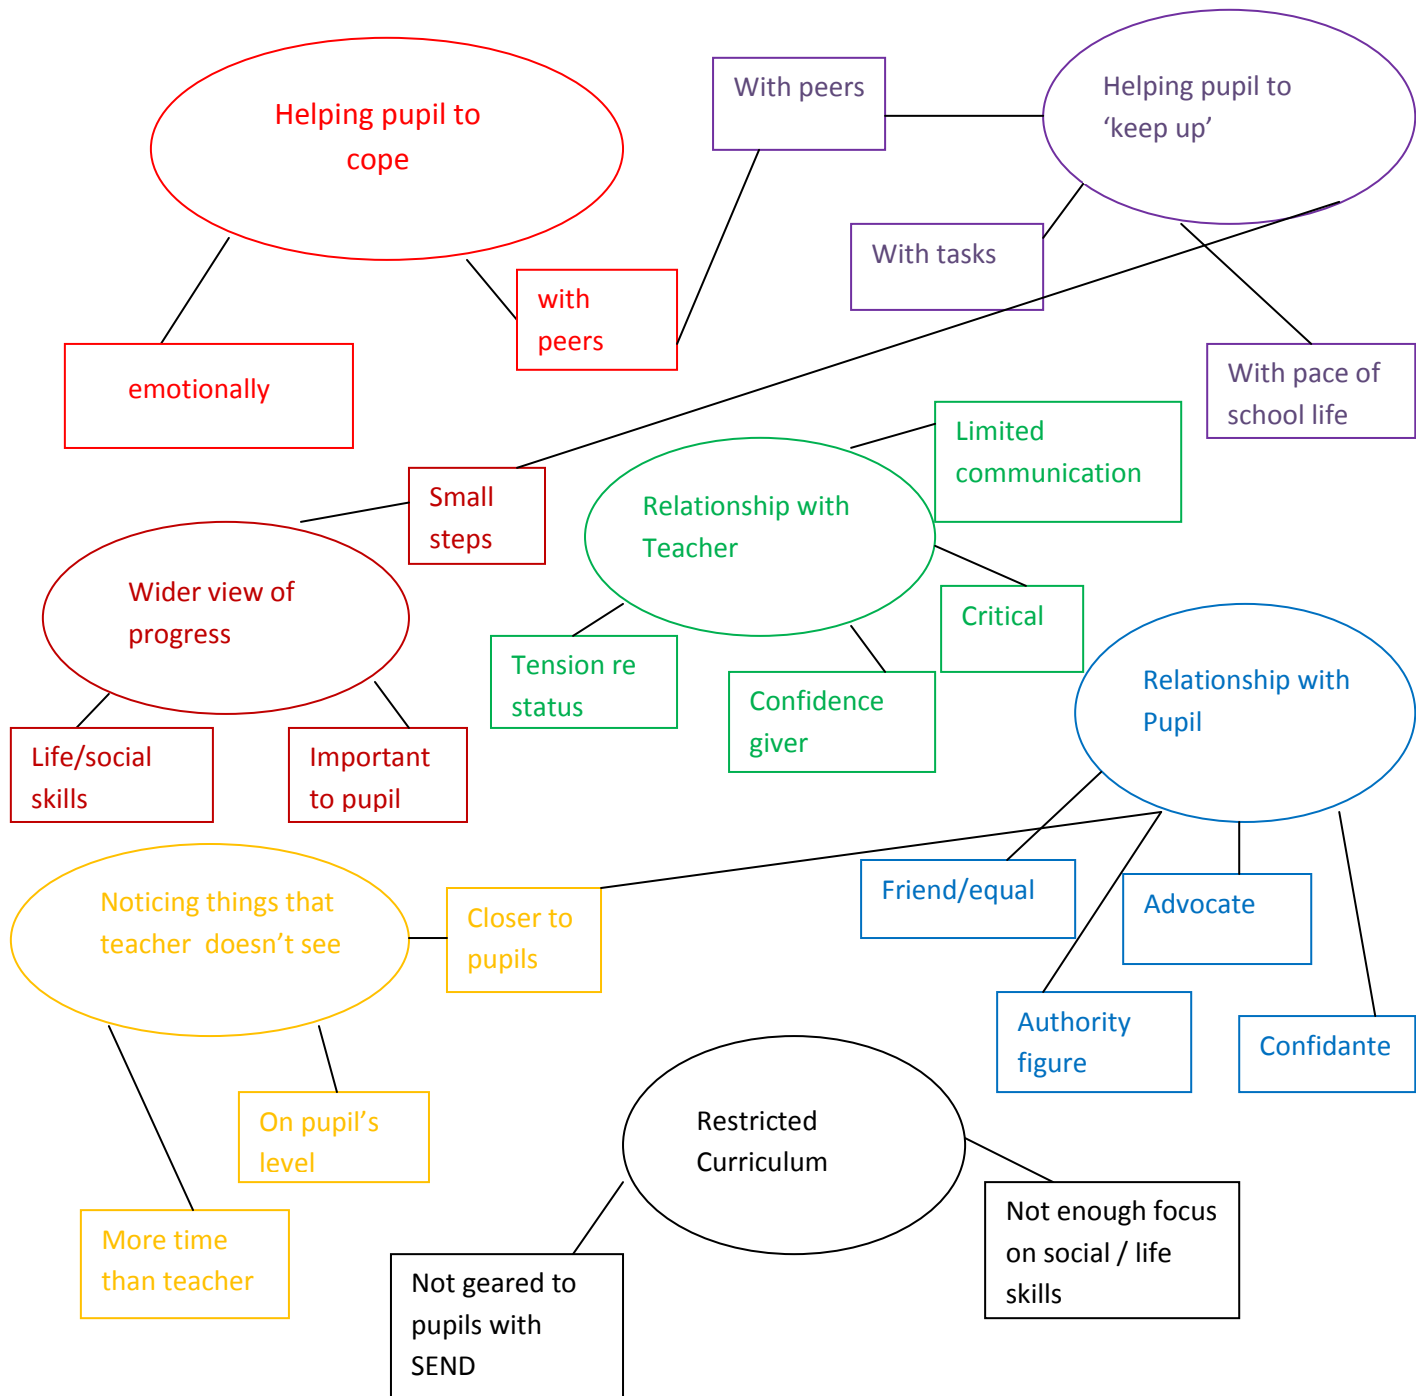 Helping pupil to
cope
With peers
Helping pupil to
‘keep up’
With tasks
with
peers
emotionally
With pace of
school life
Limited
communication
Small
steps
Relationship with
Teacher
Wider view of
progress
Critical
Tension re
status
Confidence
giver
Relationship with
Pupil
Life/social
skills
Important
to pupil
Noticing things that
teacher  doesn’t see
Closer to
pupils
Friend/equal
Advocate
Authority
figure
Confidante
On pupil’s
level
Restricted
Curriculum
More time
than teacher
Not enough focus
on social / life
skills
Not geared to
pupils with
SEND